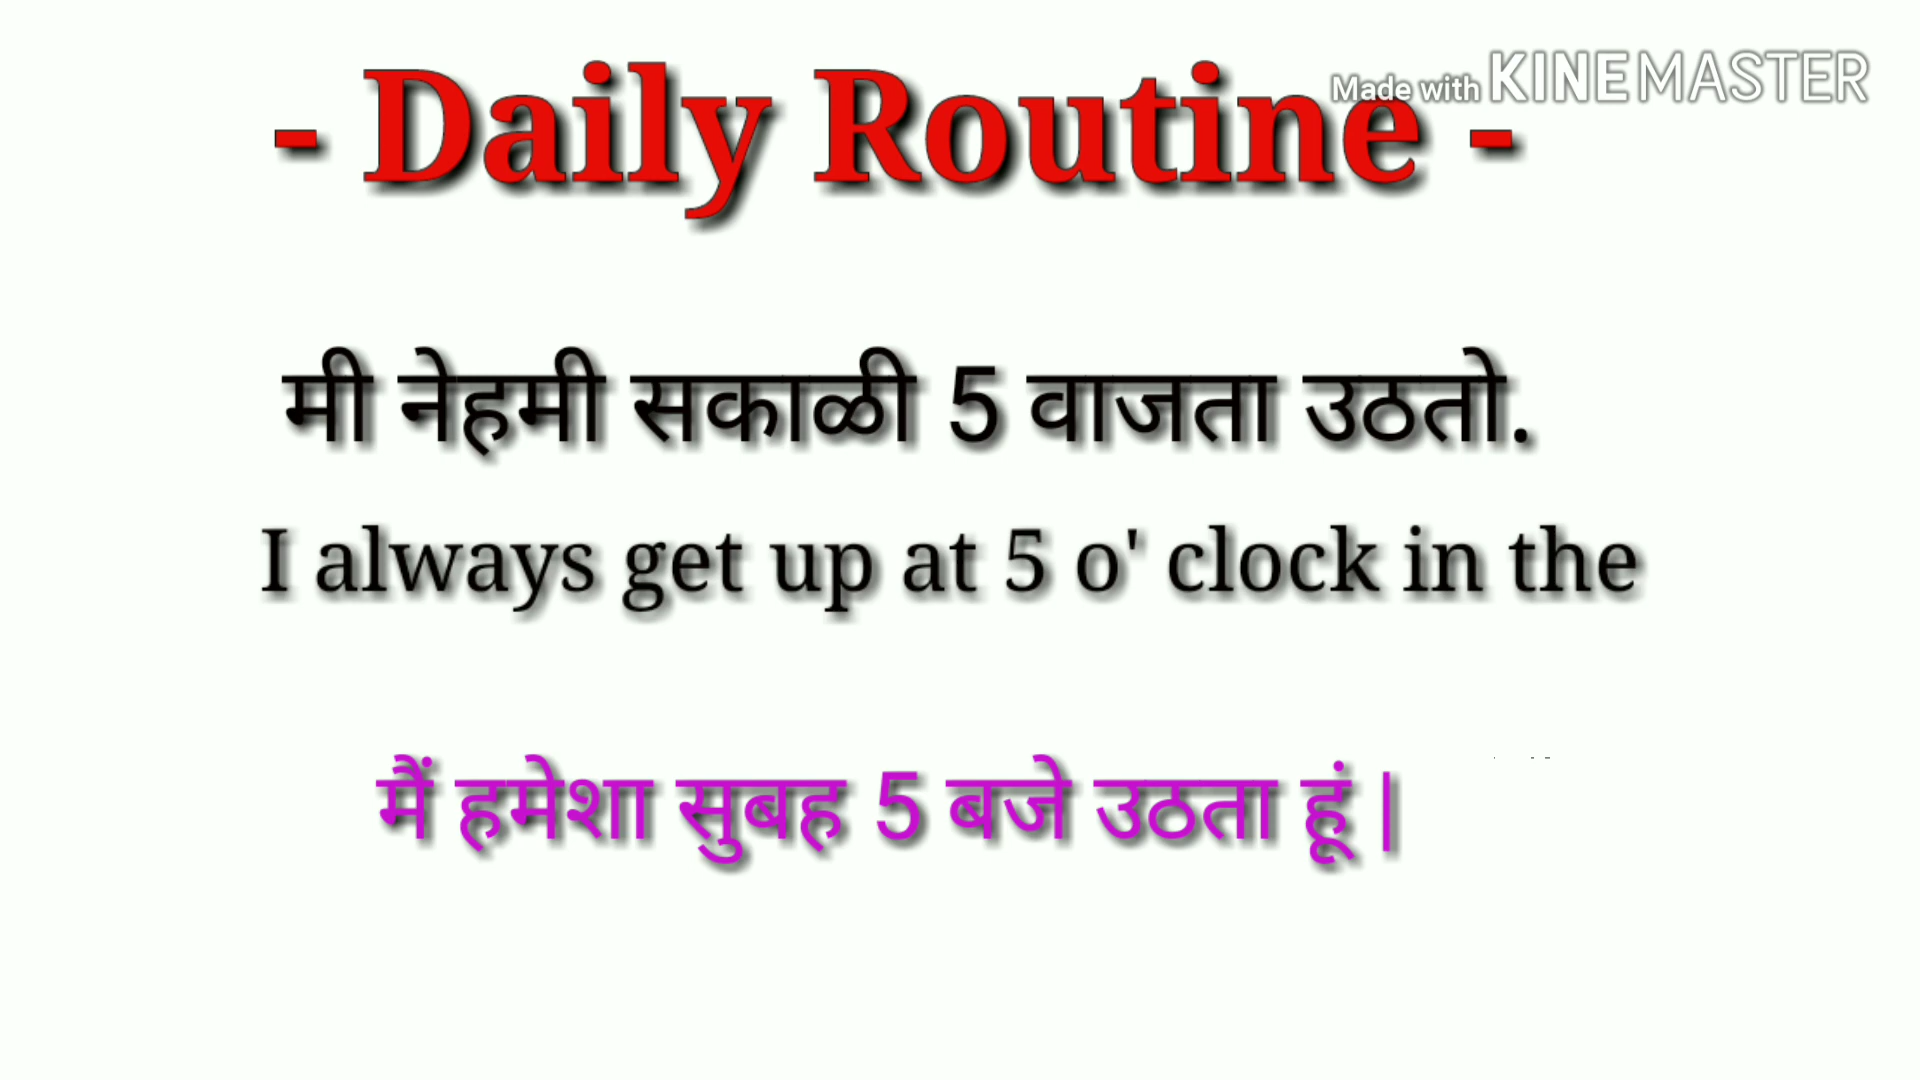 Made with KINEMASTER
- Daily Routine -
मी नेहमी सकाळी 5 वाजता उठतो.
I always get up at 5 o' clock in the
मैं हमेशा सुबह 5 बजे उठता हूं |